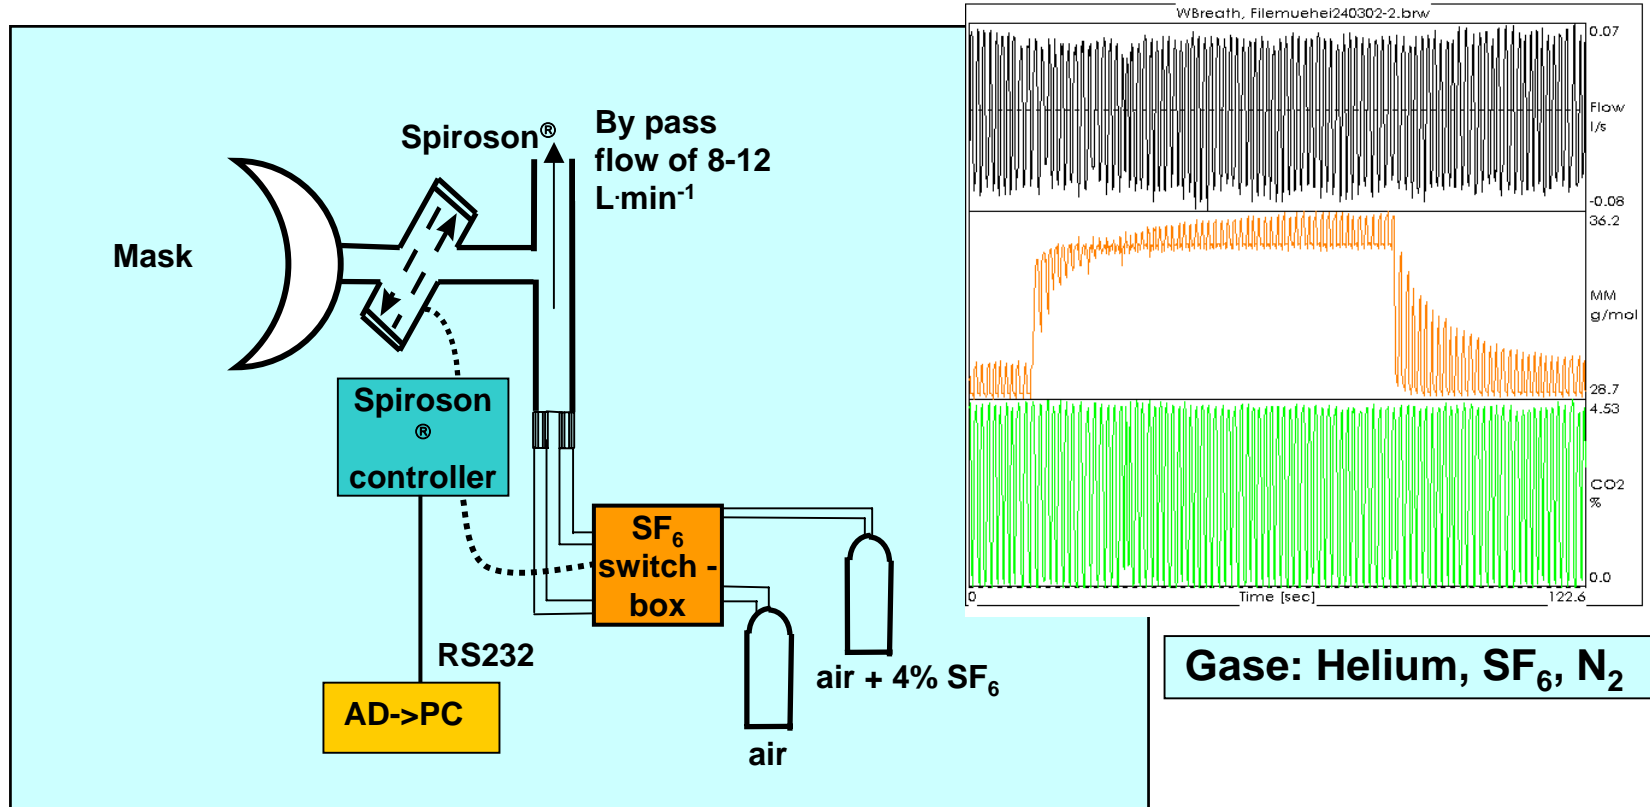 WBreath, Filemuehei240302-2.brw
0.07
Flow
l/s
-0.08
36.2
MM
g/mol
28.7
4.53
CO2
%
0.0
0
Time [sec]
122.6
Spiroson®
By pass
flow of 8-12
L·min-1
Mask
Spiroson
®
controller
SF6
switch -
box
RS232
AD->PC
air + 4% SF6
air
Gase: Helium, SF6, N2